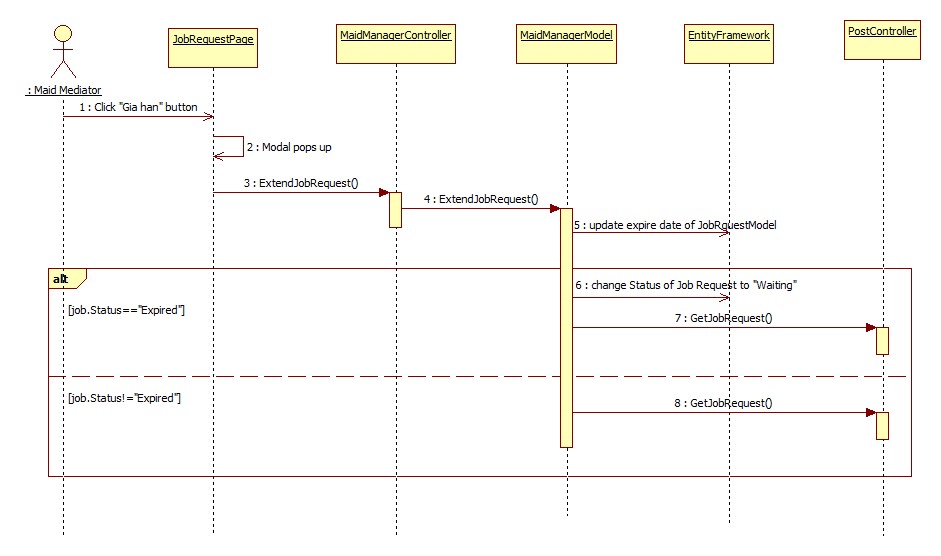 JobRequestPage
MaidManagerController
MaidManagerModel
EntityFramework
PostController
: Maid Mediator
1 : Click "Gia han" button
2 : Modal pops up
3 : ExtendJobRequest()
4 : ExtendJobRequest()
5 : update expire date of JobRquestModel
alt
6 : change Status of Job Request to "Waiting"
[job.Status=="Expired"]
7 : GetJobRequest()
[job.Status!="Expired"]
8 : GetJobRequest()